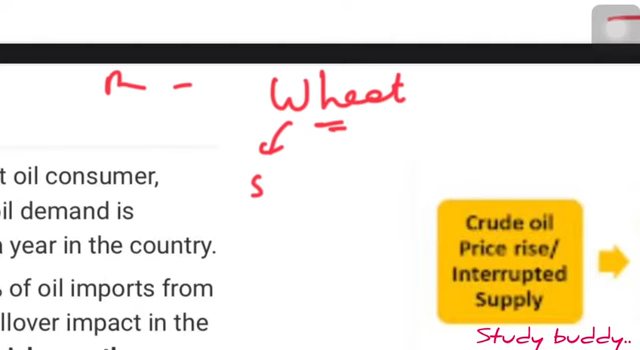 Wheat
S
t oil consumer,
il demand is
year in the country.
of oil imports from
llover impact in the
Crude oil
Price rise/
Interrupted
Supply
Study buddy..